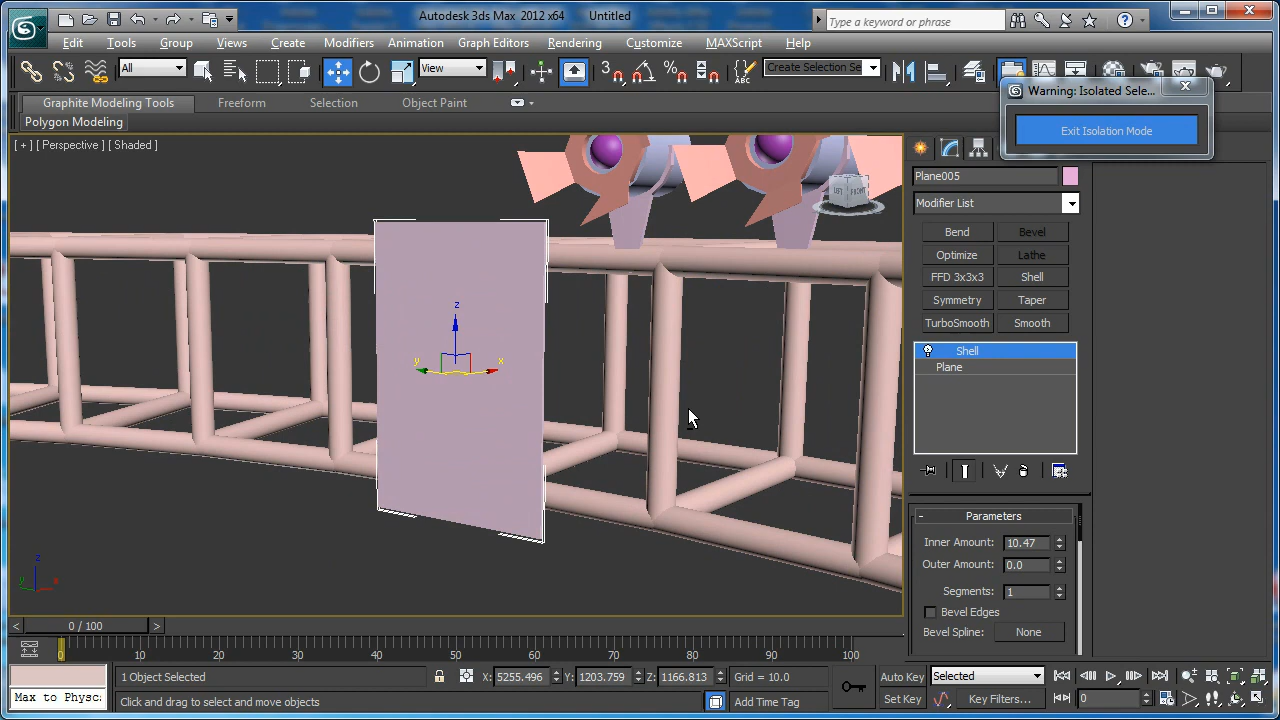 Autodesk 3ds Max 2012 x64 Untitled
Type a keyword or phrase
Edit Tools Group Views Create Modifiers Animation Graph Editors Rendering Customize MAXScript Help
All
View
3
Create Selection Se
Graphite Modeling Tools Freeform Selection Object Paint
Polygon Modeling
Warning: Isolated Sele...
Exit Isolation Mode
[ + ] [ Perspective ] [ Shaded ]
LEFT FRONT
Plane005
Modifier List
Bend Bevel
Optimize Lathe
FFD 3x3x3 Shell
Symmetry Taper
TurboSmooth Smooth
Shell
Plane
z
y x
z
y x
- Parameters
Inner Amount: 10.47
Outer Amount: 0.0
Segments: 1
Bevel Edges
Bevel Spline: None
< 0 / 100 >
0 10 20 30 40 50 60 70 80 90 100
1 Object Selected X: 5255.496 Y: 1203.759 Z: 1166.813 Grid = 10.0 Auto Key Selected
Max to Physc: Click and drag to select and move objects Add Time Tag Set Key Key Filters... 0